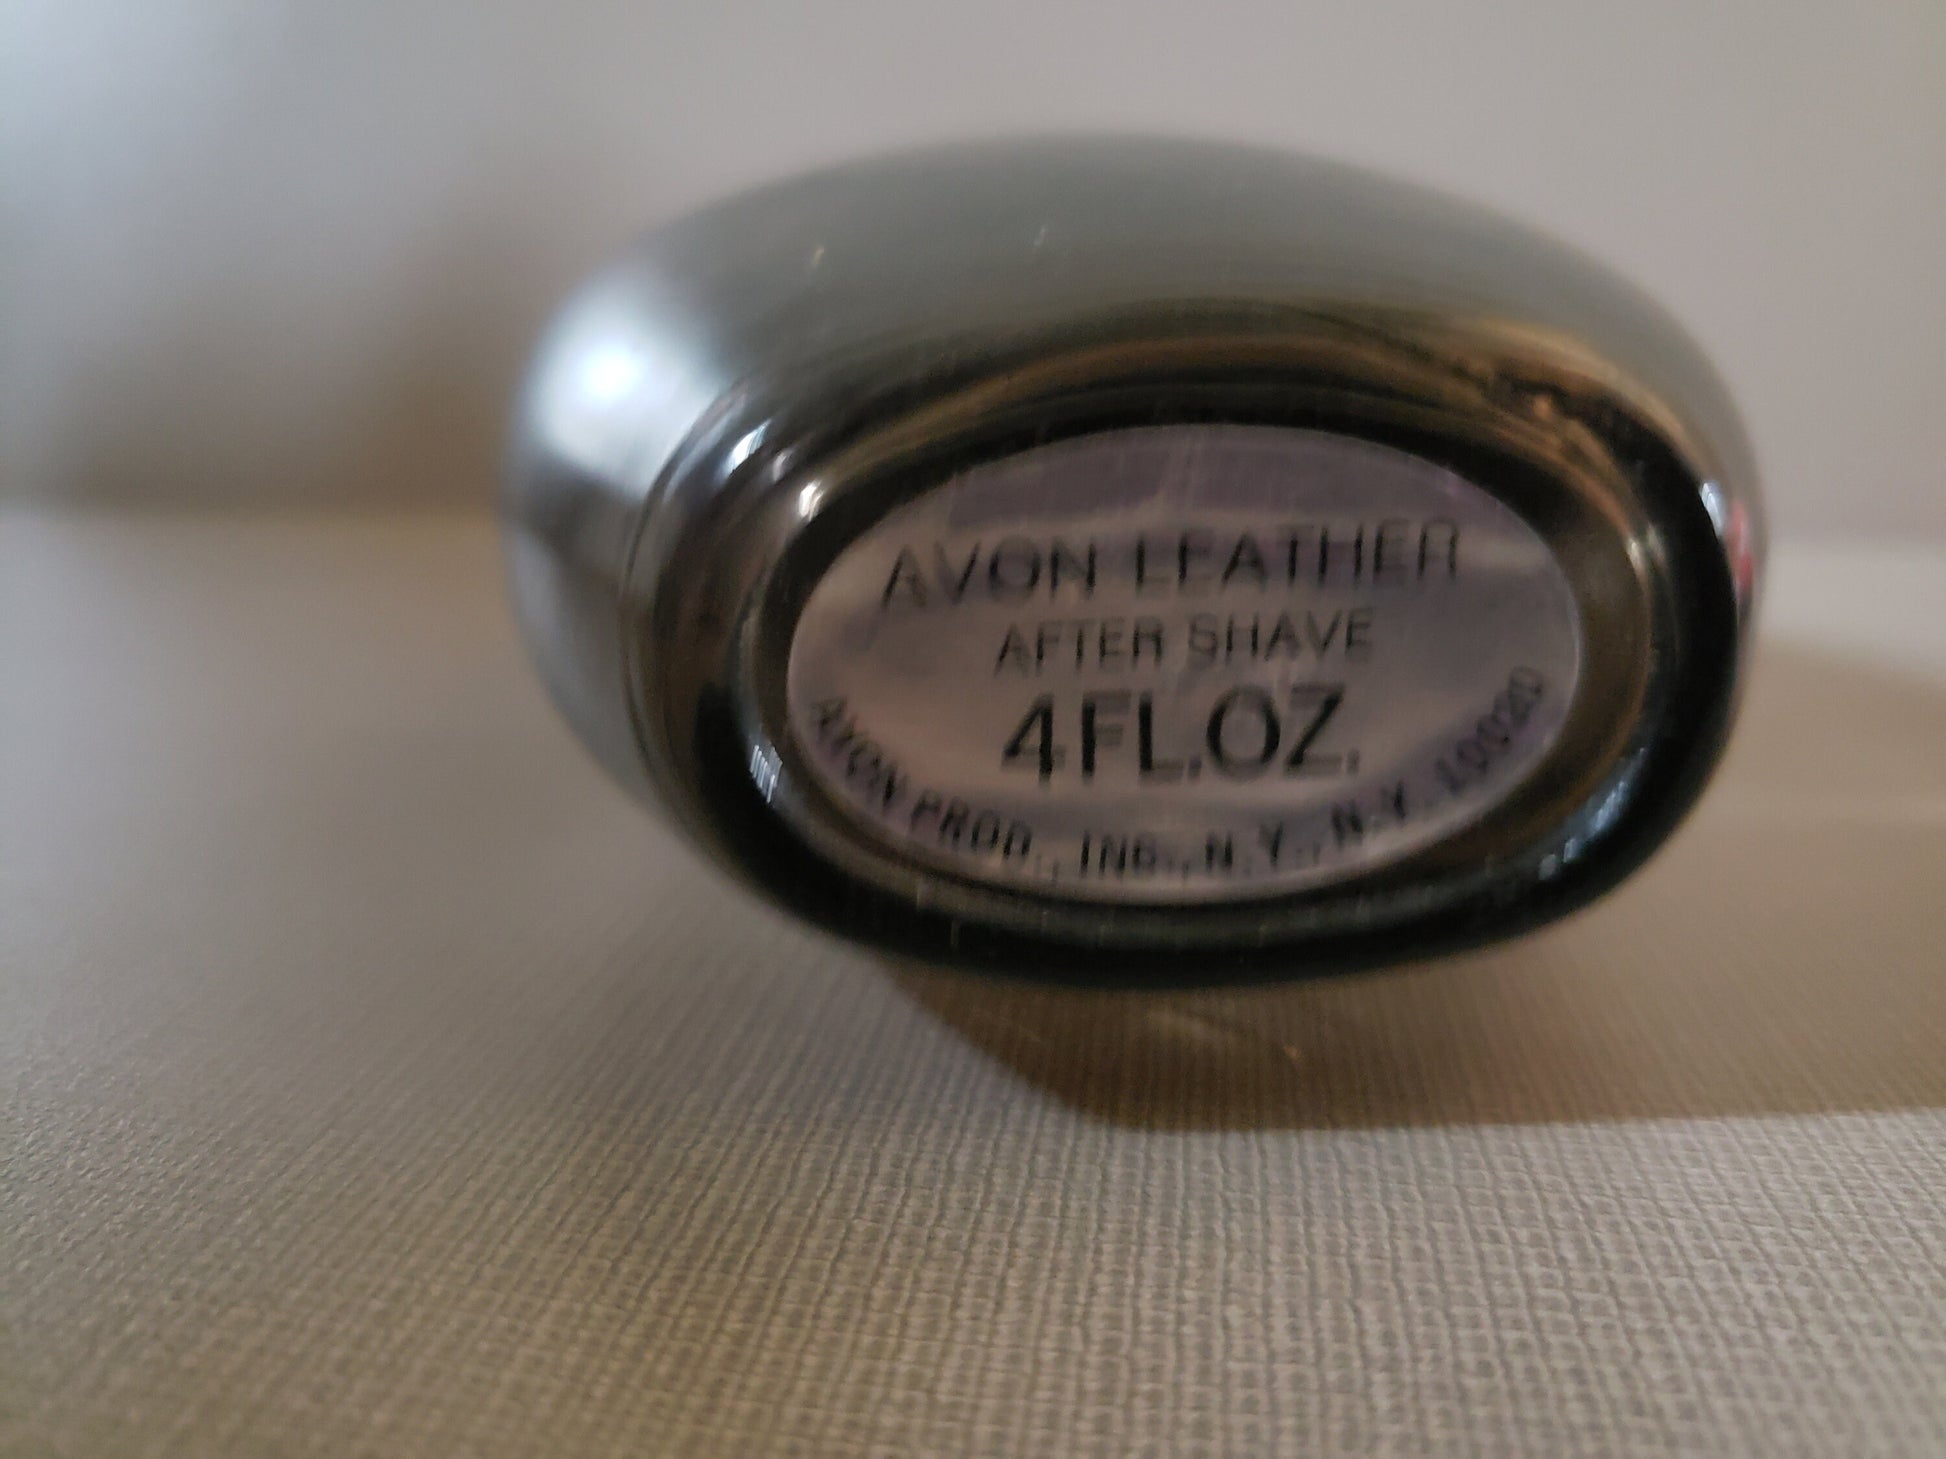 AVON LEATHER
AFTER SHAVE
4FL.OZ.
AVON PROD., INC., N.Y., N.Y. 10020